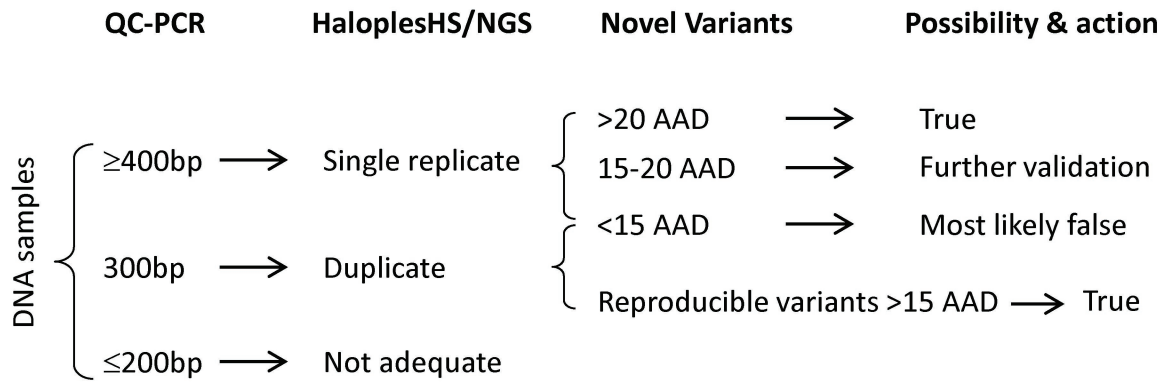 QC-PCR HaloplesHS/NGS Novel Variants Possibility & action
>20 AAD True
≥400bp Single replicate 15-20 AAD Further validation
<15 AAD Most likely false
DNA samples
300bp Duplicate
Reproducible variants >15 AAD True
≤200bp Not adequate